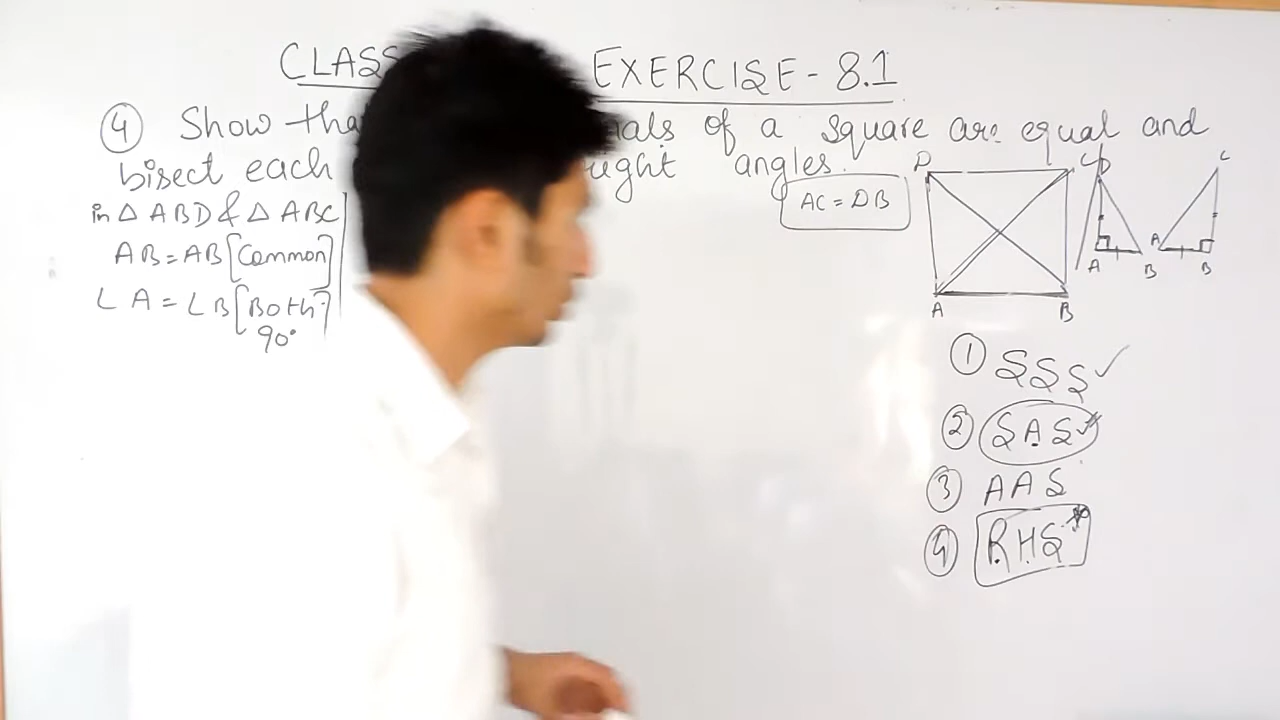 CLASS EXERCISE - 8.1
④ Show tha nals of a square are equal and
bisect each right angles.
in △ ABD & △ ABC
AB = AB [Common]
∠ A = ∠ B [Both 90°]
AC = DB
D C
A B
D
A B
C
A B
① SSS ✓
② SAS ✓
③ AAS
④ RHS